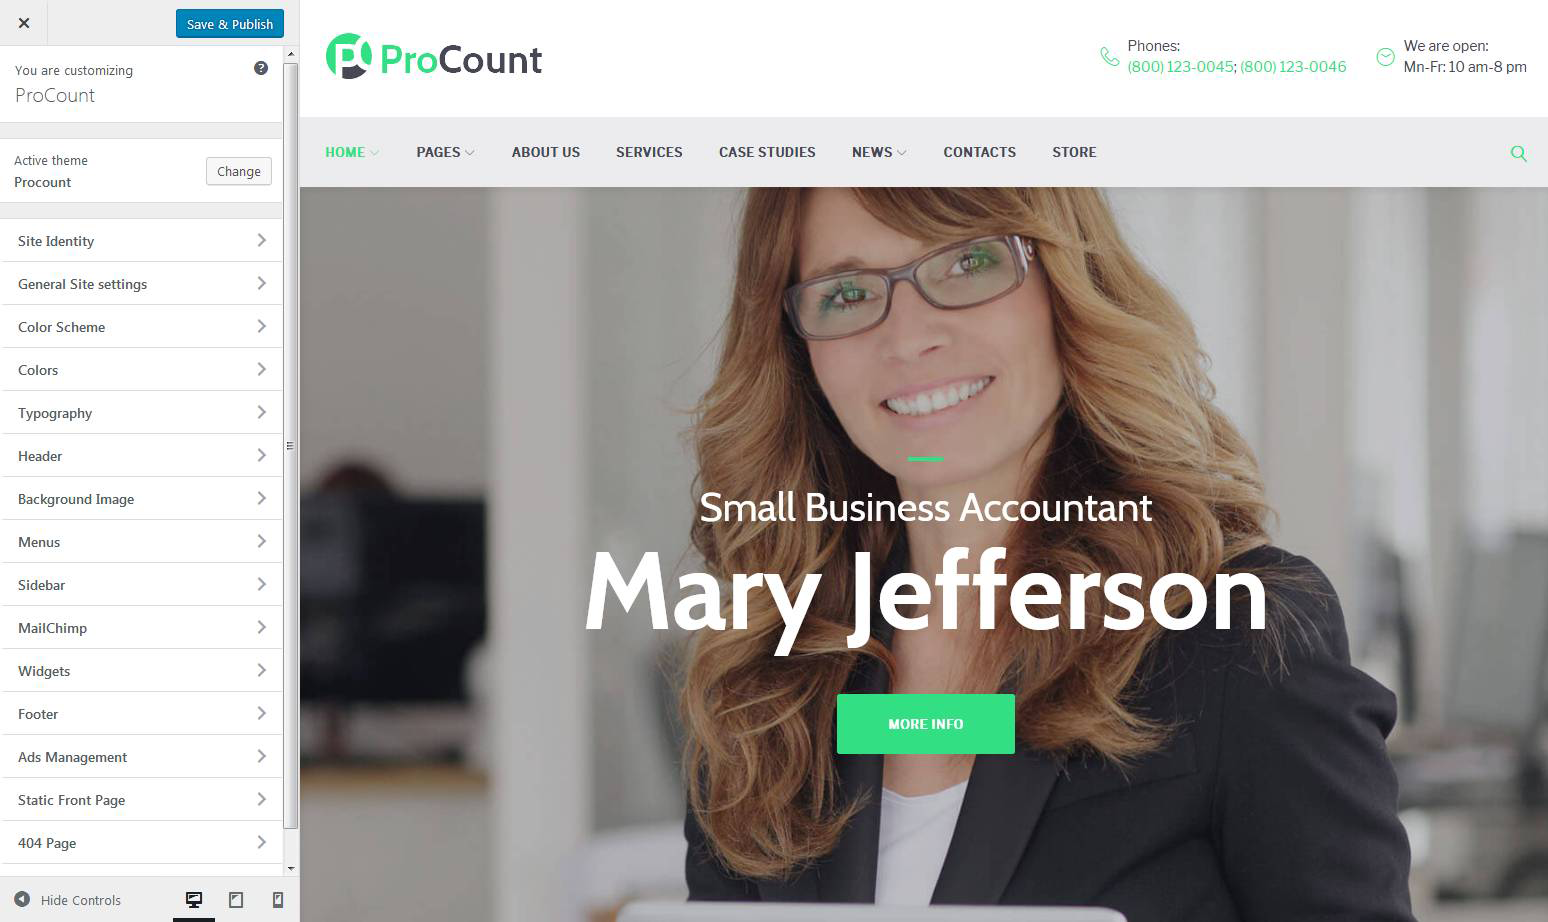 Save & Publish
You are customizing
ProCount
Active theme
Procount
Change
Site Identity
General Site settings
Color Scheme
Colors
Typography
Header
Background Image
Menus
Sidebar
MailChimp
Widgets
Footer
Ads Management
Static Front Page
404 Page
Hide Controls
ProCount
Phones:
(800) 123-0045; (800) 123-0046
We are open:
Mn-Fr: 10 am-8 pm
HOME PAGES ABOUT US SERVICES CASE STUDIES NEWS CONTACTS STORE
Small Business Accountant
Mary Jefferson
MORE INFO